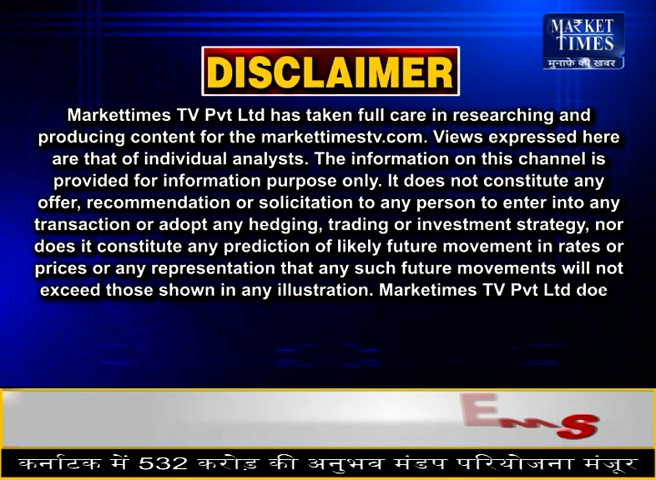 MARKET
TIMES
मुनाफे की खबर
DISCLAIMER
Markettimes TV Pvt Ltd has taken full care in researching and
producing content for the markettimestv.com. Views expressed here
are that of individual analysts. The information on this channel is
provided for information purpose only. It does not constitute any
offer, recommendation or solicitation to any person to enter into any
transaction or adopt any hedging, trading or investment strategy, nor
does it constitute any prediction of likely future movement in rates or
prices or any representation that any such future movements will not
exceed those shown in any illustration. Marketimes TV Pvt Ltd doe
EMS
कर्नाटक में 532 करोड़ की अनुभव मंडप परियोजना मंजूर